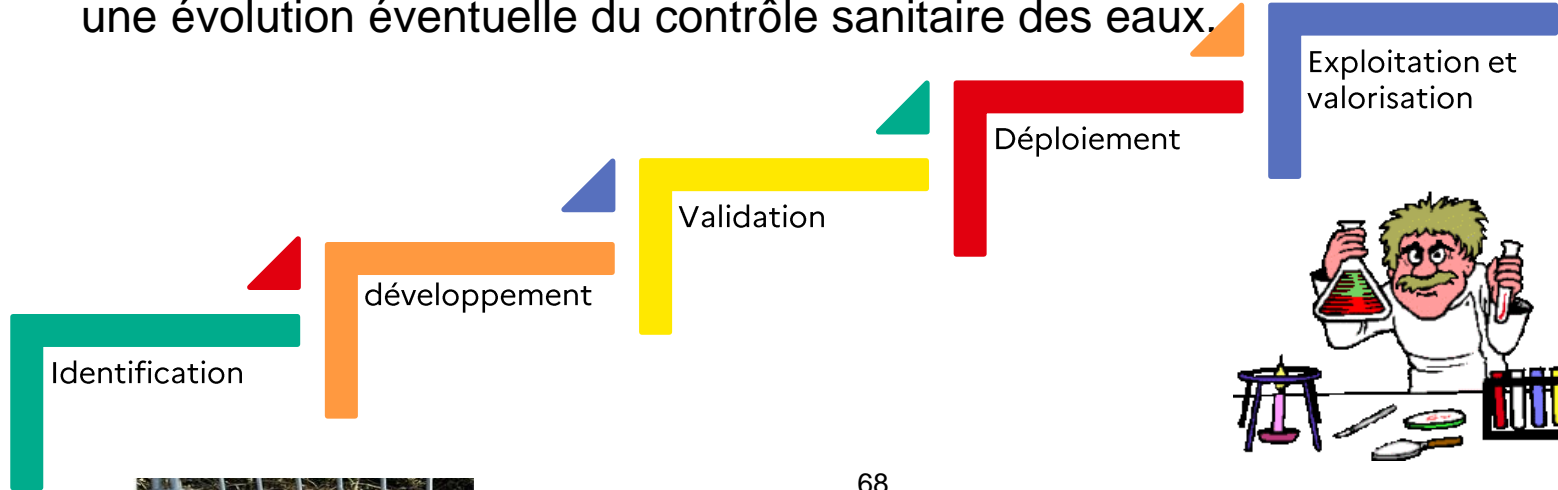 une évolution éventuelle du contrôle sanitaire des eaux.
Exploitation et
valorisation
Déploiement
Validation
développement
Identification
68